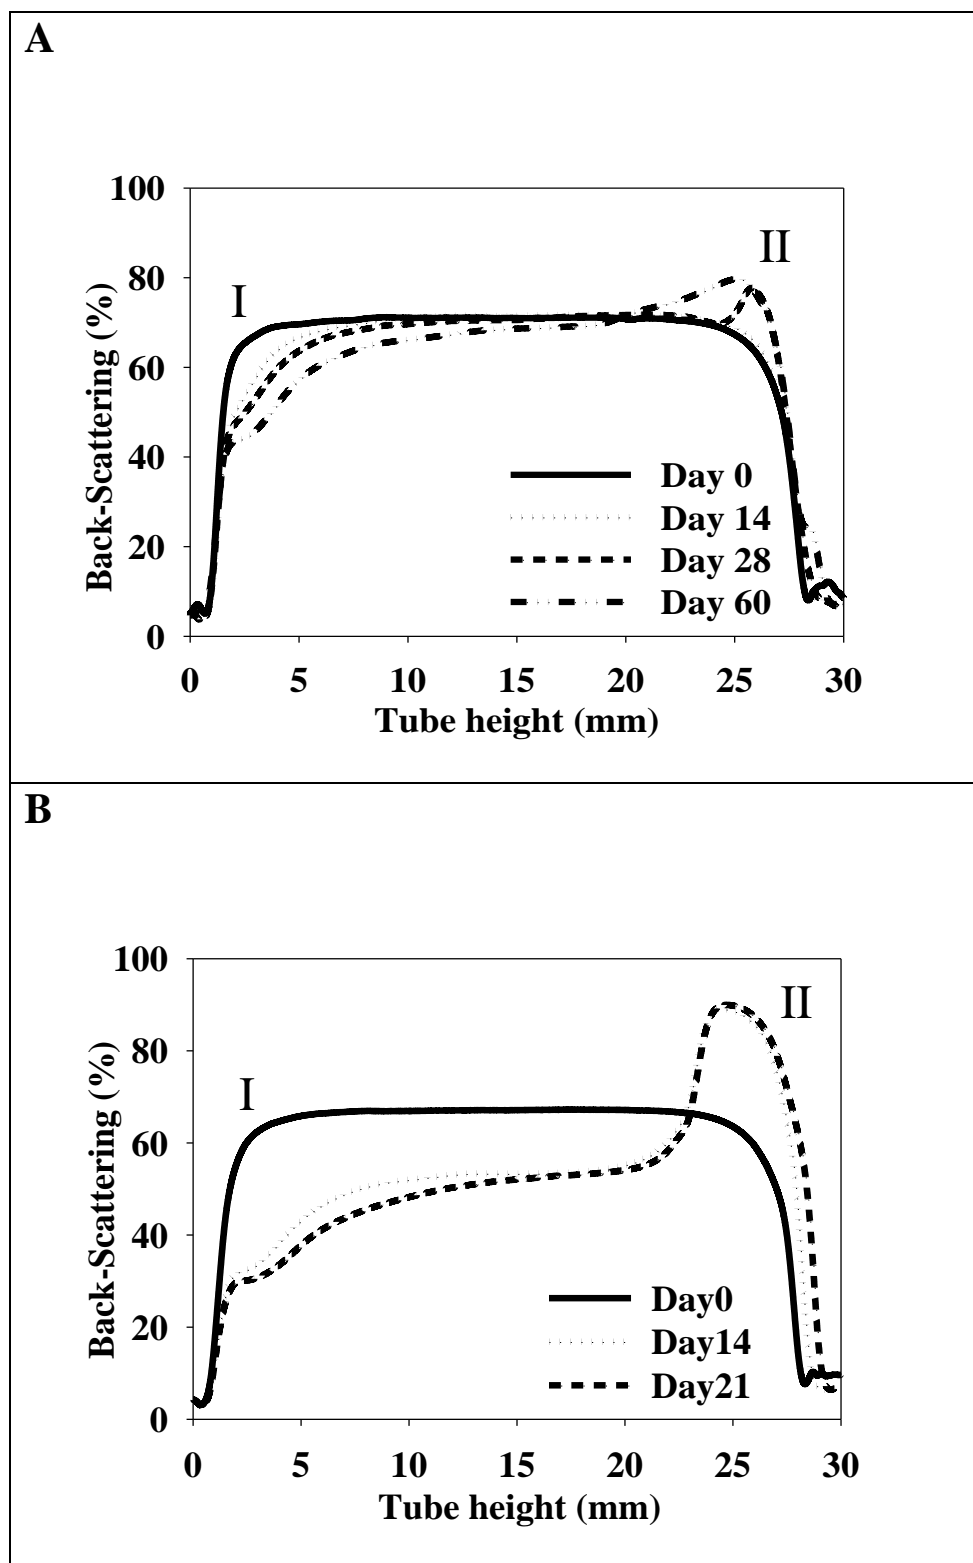 A
100
80
60
40
20
0
Back-Scattering (%)
I
II
Day 0
Day 14
Day 28
Day 60
0 5 10 15 20 25 30
Tube height (mm)
B
100
80
60
40
20
0
Back-Scattering (%)
I
II
Day0
Day14
Day21
0 5 10 15 20 25 30
Tube height (mm)